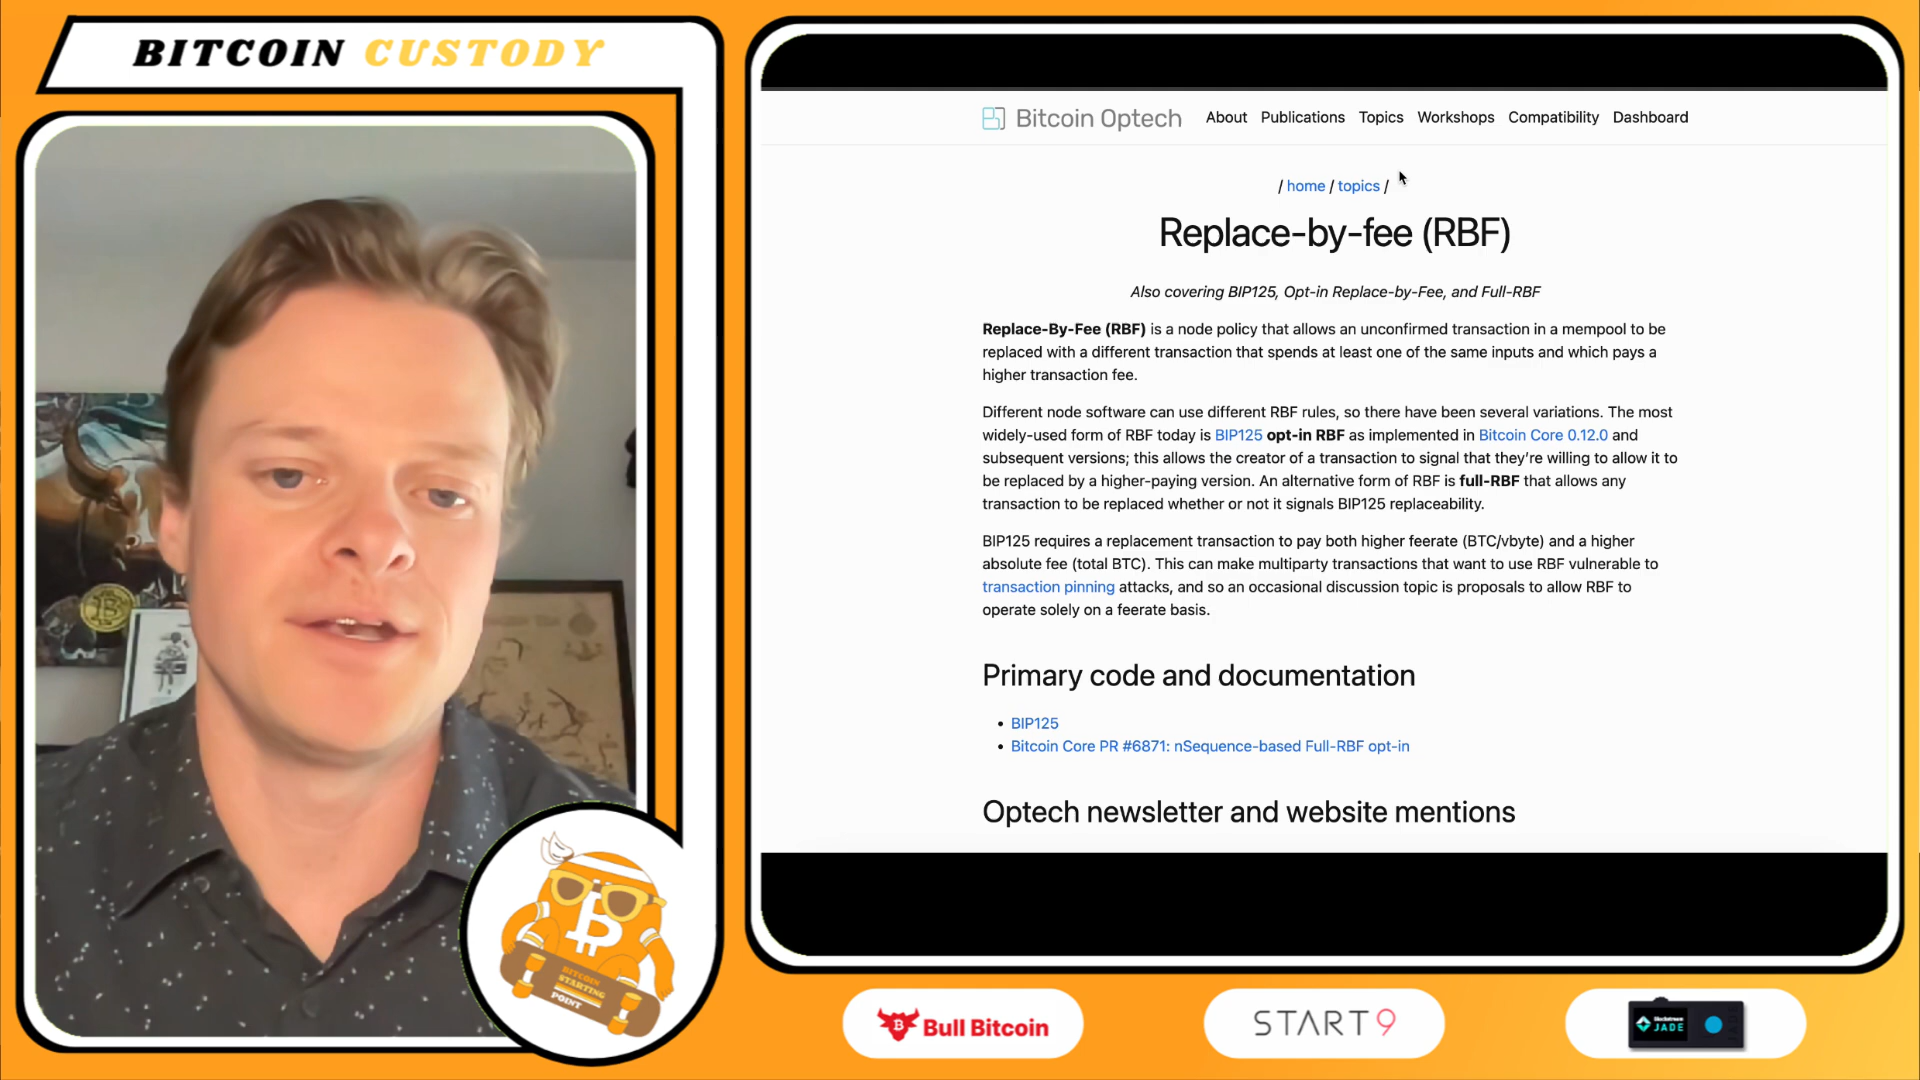 BITCOIN CUSTODY
Bitcoin Optech
About Publications Topics Workshops Compatibility Dashboard
/ home / topics /
Replace-by-fee (RBF)
Also covering BIP125, Opt-in Replace-by-Fee, and Full-RBF
Replace-By-Fee (RBF) is a node policy that allows an unconfirmed transaction in a mempool to be
replaced with a different transaction that spends at least one of the same inputs and which pays a
higher transaction fee.
Different node software can use different RBF rules, so there have been several variations. The most
widely-used form of RBF today is BIP125 opt-in RBF as implemented in Bitcoin Core 0.12.0 and
subsequent versions; this allows the creator of a transaction to signal that they're willing to allow it to
be replaced by a higher-paying version. An alternative form of RBF is full-RBF that allows any
transaction to be replaced whether or not it signals BIP125 replaceability.
BIP125 requires a replacement transaction to pay both higher feerate (BTC/vbyte) and a higher
absolute fee (total BTC). This can make multiparty transactions that want to use RBF vulnerable to
transaction pinning attacks, and so an occasional discussion topic is proposals to allow RBF to
operate solely on a feerate basis.
Primary code and documentation
• BIP125
• Bitcoin Core PR #6871: nSequence-based Full-RBF opt-in
Optech newsletter and website mentions
BITCOIN
STARTING
POINT
Bull Bitcoin
START9
Blockstream
JADE